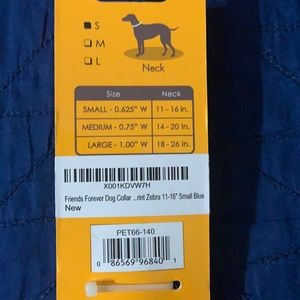 S
M
L
Neck
Size Neck
SMALL - 0.625" W 11 - 16 in.
MEDIUM - 0.75" W 14 - 20 in.
LARGE - 1.00" W 18 - 26 in.
X001KDVW7H
Friends Forever Dog Collar ...rint Zebra 11-16" Small Blue
New
PET66-140
0 86569 96840 1